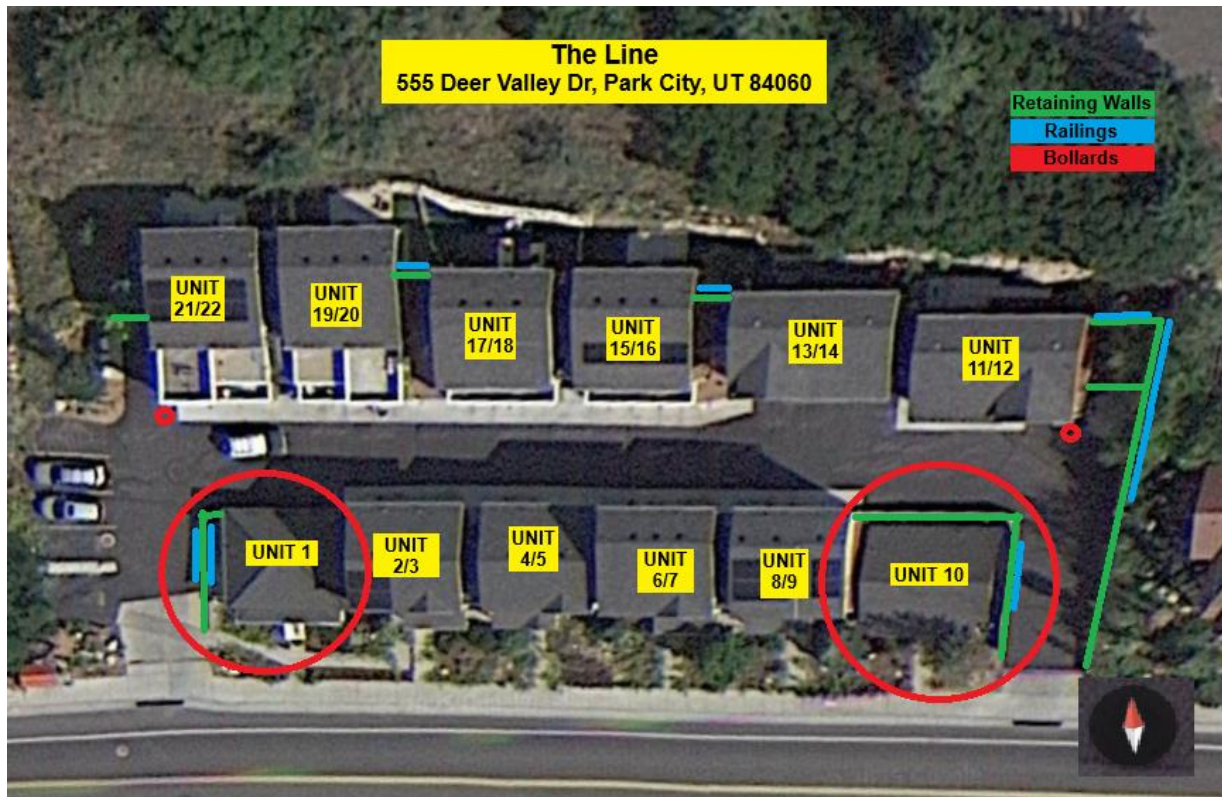 The Line
555 Deer Valley Dr, Park City, UT 84060
Retaining Walls
Railings
Bollards
UNIT
21/22
UNIT
19/20
UNIT
17/18
UNIT
15/16
UNIT
13/14
UNIT
11/12
UNIT 1
UNIT
2/3
UNIT
4/5
UNIT
6/7
UNIT
8/9
UNIT 10